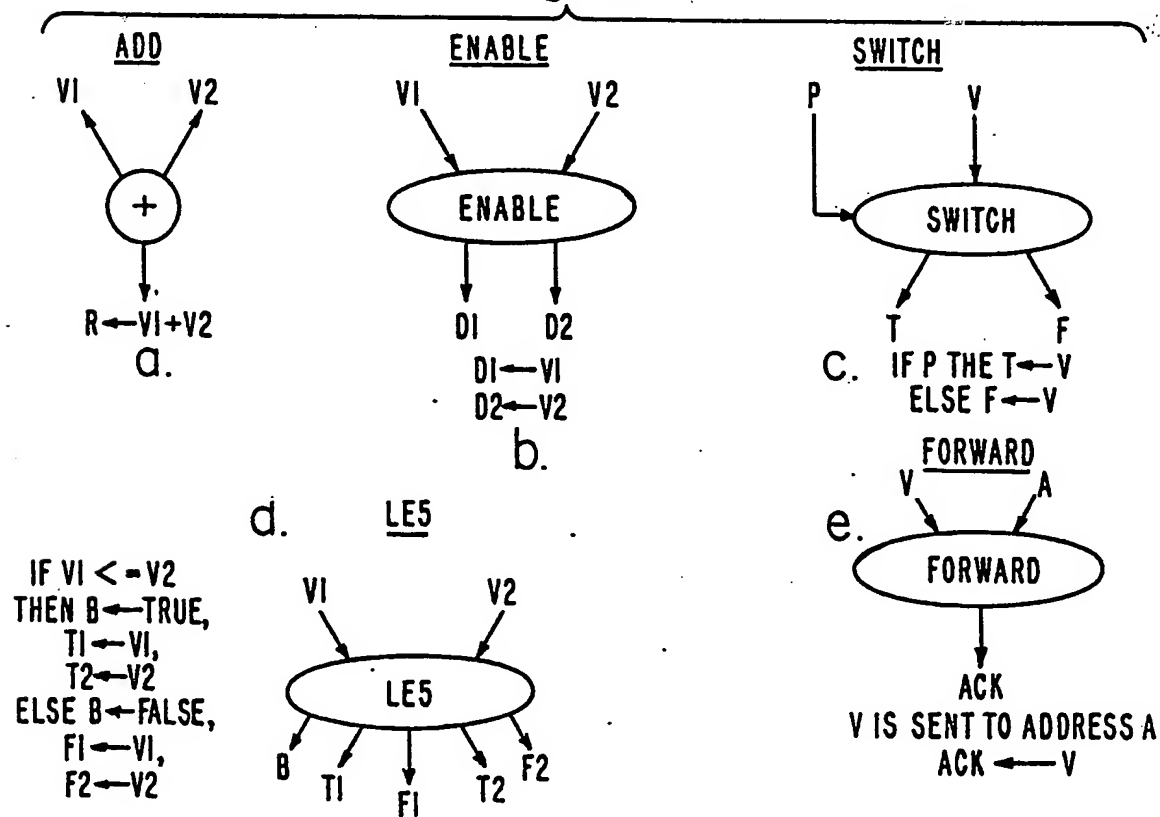 ADD
V1 V2
+
R←V1+V2
a.
ENABLE
V1 V2
ENABLE
D1 D2
D1←V1
D2←V2
b.
SWITCH
P V
SWITCH
T F
c. IF P THE T←V
ELSE F←V
d. LE5
IF V1 <=V2
THEN B←TRUE,
T1←V1,
T2←V2
ELSE B←FALSE,
F1←V1,
F2←V2
V1 V2
LE5
B T1 F1 T2 F2
FORWARD
V A
e.
FORWARD
ACK
V IS SENT TO ADDRESS A
ACK←V